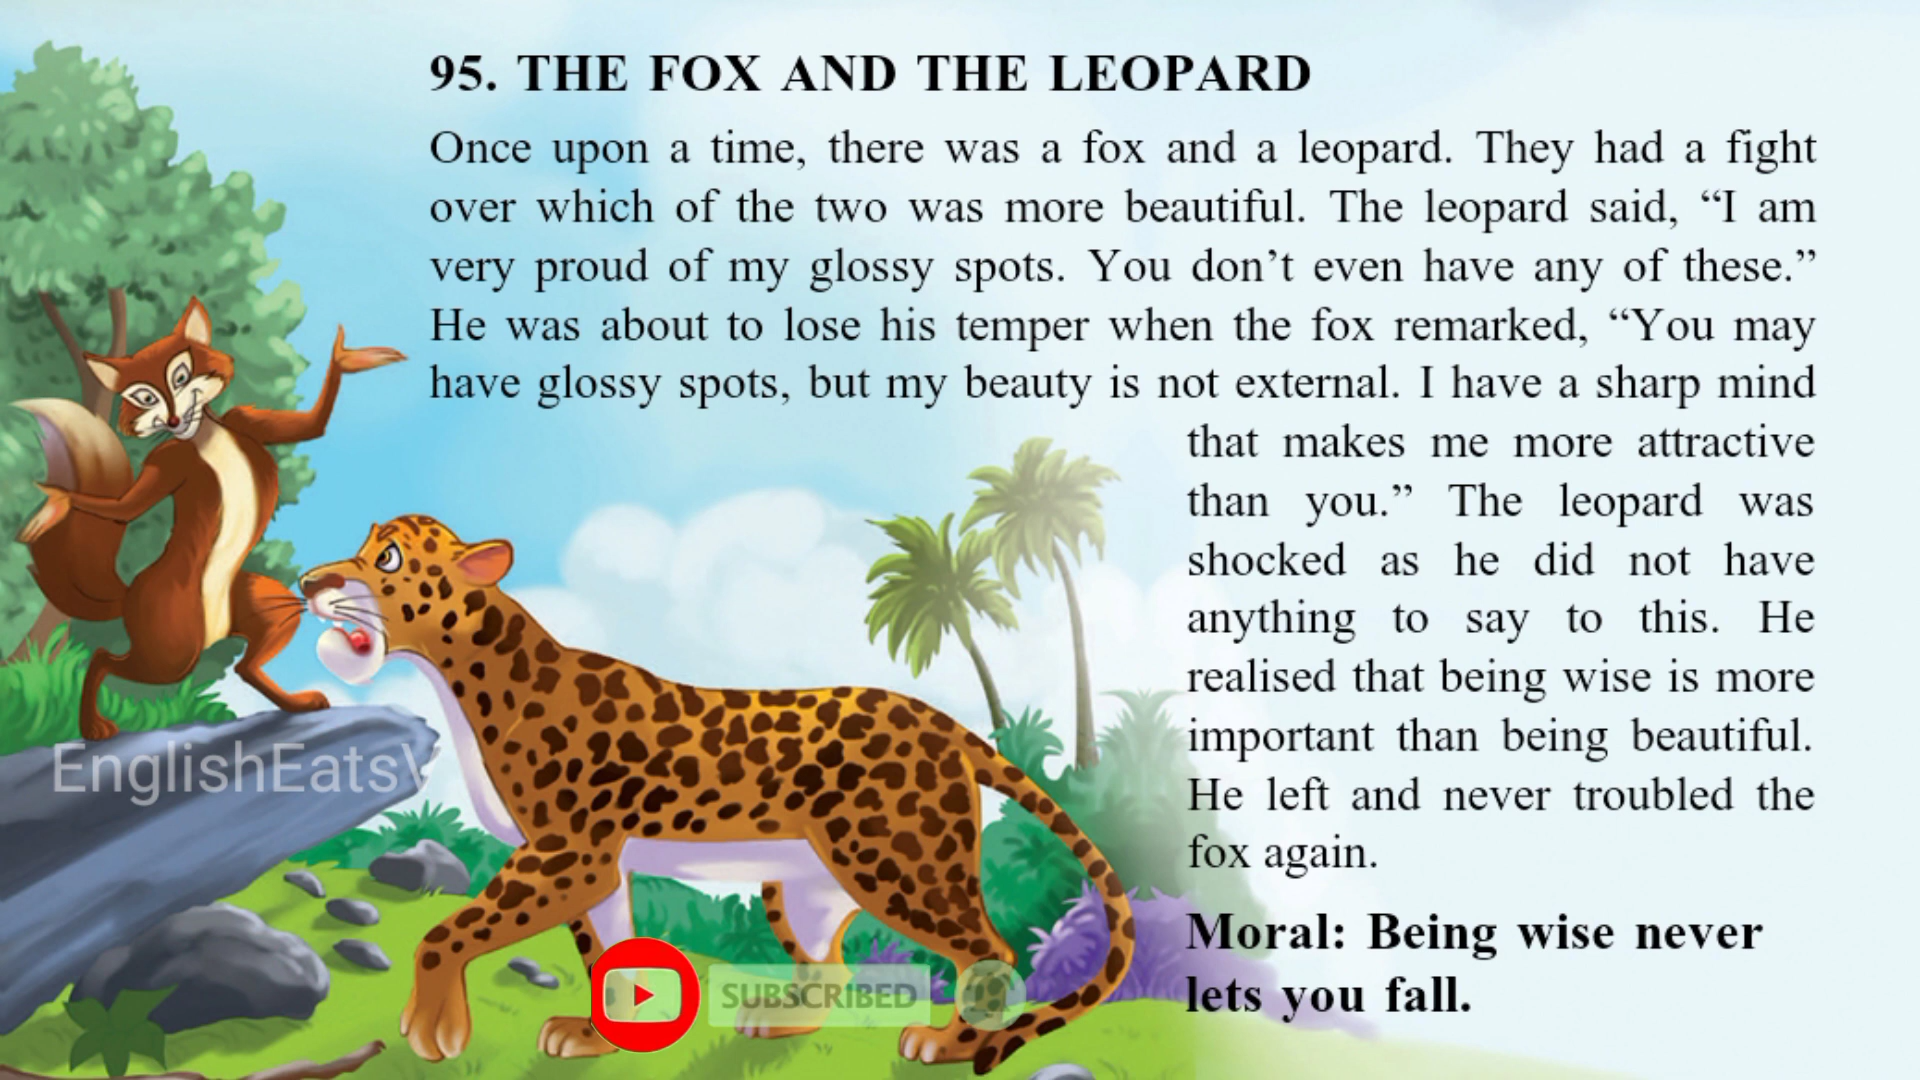 95. THE FOX AND THE LEOPARD
Once upon a time, there was a fox and a leopard. They had a fight
over which of the two was more beautiful. The leopard said, “I am
very proud of my glossy spots. You don’t even have any of these.”
He was about to lose his temper when the fox remarked, “You may
have glossy spots, but my beauty is not external. I have a sharp mind
that makes me more attractive
than you.” The leopard was
shocked as he did not have
anything to say to this. He
realised that being wise is more
important than being beautiful.
He left and never troubled the
fox again.
Moral: Being wise never
lets you fall.
EnglishEatsV
SUBSCRIBED